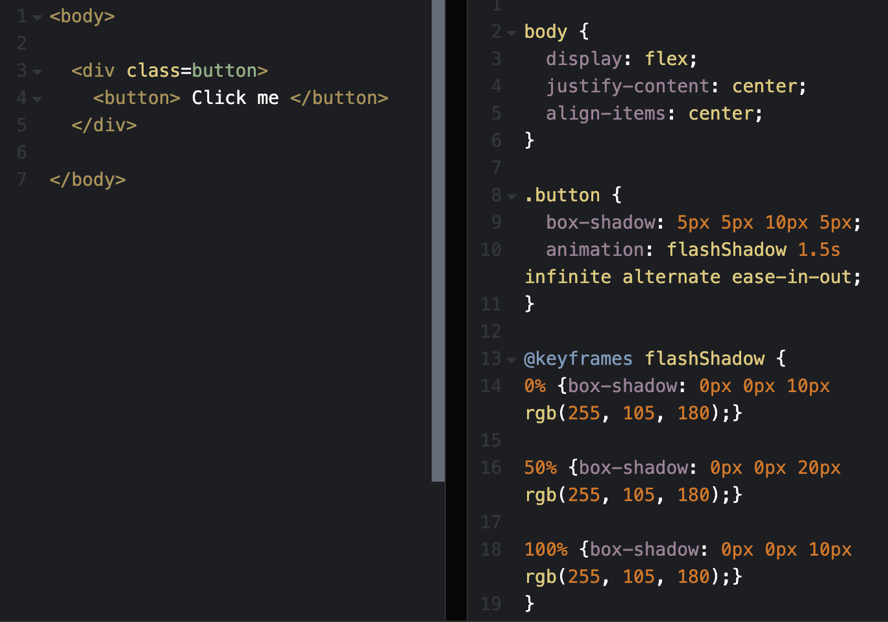 1 <body>
2
3 <div class=button>
4 <button> Click me </button>
5 </div>
6
7 </body>
1
2 body {
3 display: flex;
4 justify-content: center;
5 align-items: center;
6 }
7
8 .button {
9 box-shadow: 5px 5px 10px 5px;
10 animation: flashShadow 1.5s
infinite alternate ease-in-out;
11 }
12
13 @keyframes flashShadow {
14 0% {box-shadow: 0px 0px 10px
rgb(255, 105, 180);}
15
16 50% {box-shadow: 0px 0px 20px
rgb(255, 105, 180);}
17
18 100% {box-shadow: 0px 0px 10px
rgb(255, 105, 180);}
19 }